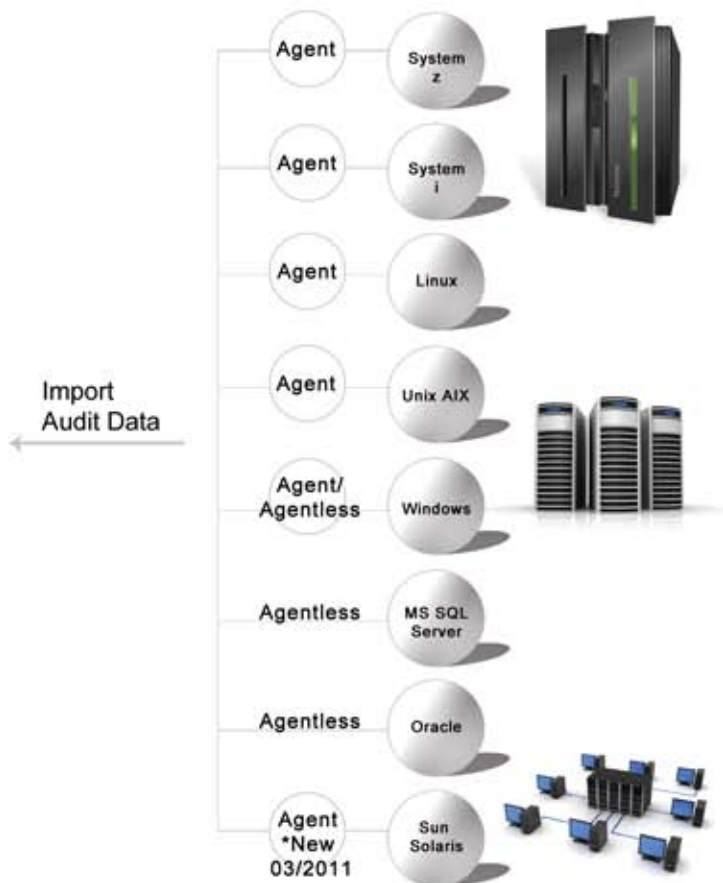 Agent
System
z
Agent
System
i
Agent
Linux
Import
Audit Data
Agent
Unix AIX
Agent/
Agentless
Windows
Agentless
MS SQL
Server
Agentless
Oracle
Agent
*New
03/2011
Sun
Solaris